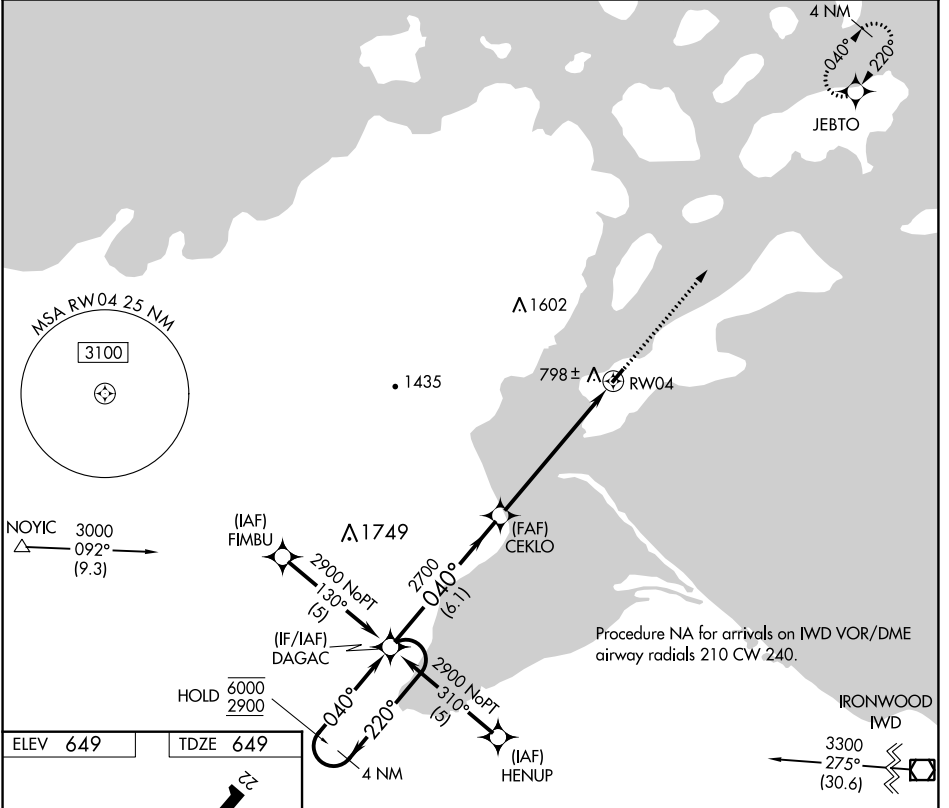 4 NM
040°
220°
JEBTO
MSA RW04 25 NM
3100
1602
1435
798±
RW04
NOYIC
3000
092°
(9.3)
(IAF)
FIMBU
1749
(FAF)
CEKLO
2900 NoPT
130°
(5)
2700
040°
(6.1)
(IF/IAF)
DAGAC
Procedure NA for arrivals on IWD VOR/DME
airway radials 210 CW 240.
2900 NoPT
310°
(5)
HOLD
6000
2900
040°
220°
4 NM
(IAF)
HENUP
IRONWOOD
IWD
3300
275°
(30.6)
ELEV 649
TDZE 649
22